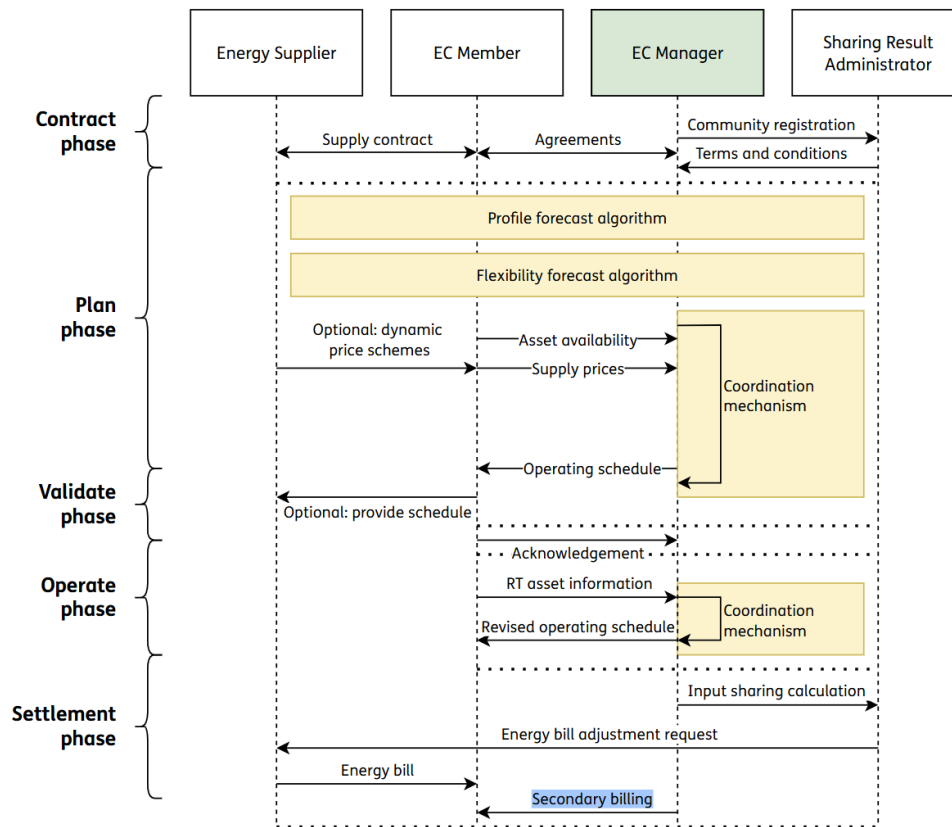 Energy Supplier
EC Member
EC Manager
Sharing Result
Administrator
Contract
phase
Supply contract
Agreements
Community registration
Terms and conditions
Profile forecast algorithm
Flexibility forecast algorithm
Plan
phase
Optional: dynamic
price schemes
Asset availability
Supply prices
Coordination
mechanism
Operating schedule
Validate
phase
Optional: provide schedule
Acknowledgement
Operate
phase
RT asset information
Coordination
mechanism
Revised operating schedule
Settlement
phase
Input sharing calculation
Energy bill adjustment request
Energy bill
Secondary billing